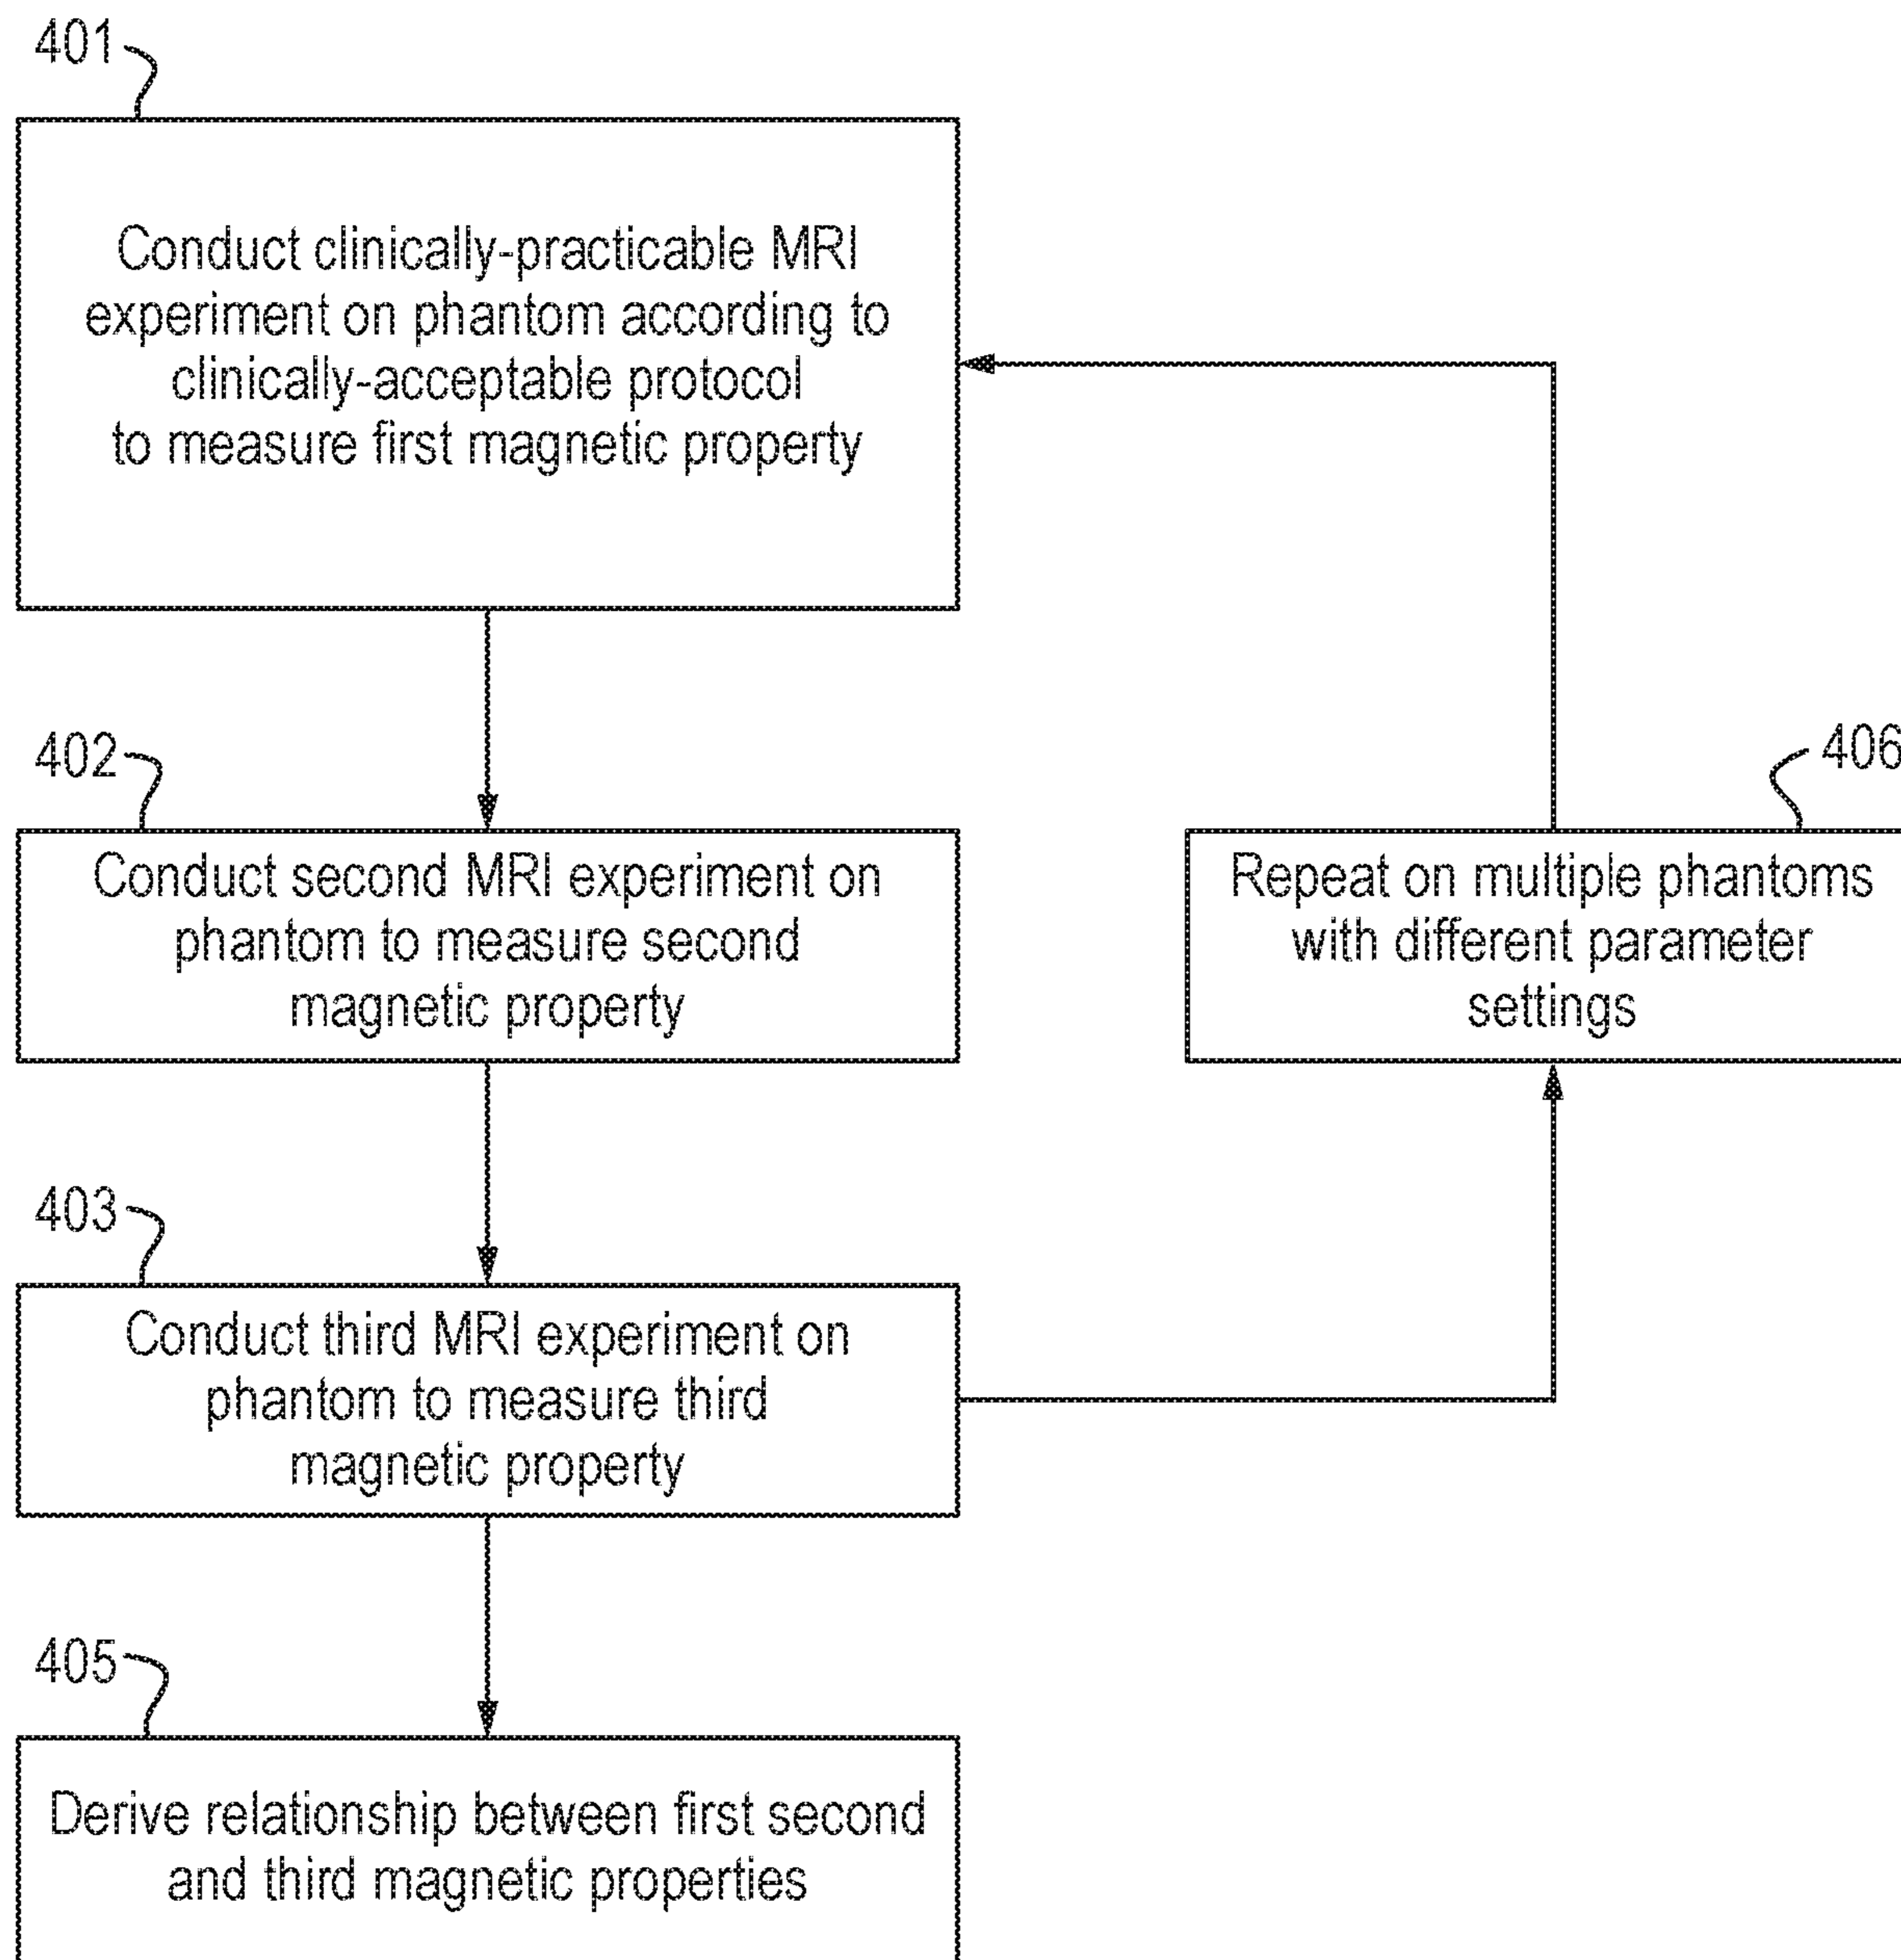 401
Conduct clinically-practicable MRI
experiment on phantom according to
clinically-acceptable protocol
to measure first magnetic property
402
Conduct second MRI experiment on
phantom to measure second
magnetic property
406
Repeat on multiple phantoms
with different parameter
settings
403
Conduct third MRI experiment on
phantom to measure third
magnetic property
405
Derive relationship between first second
and third magnetic properties